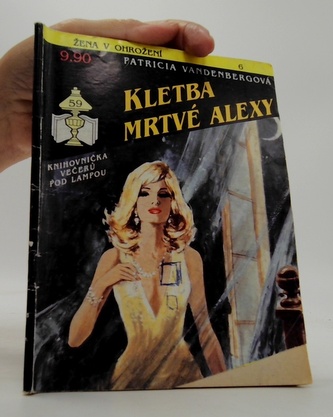 ŽENA V OHROŽENÍ
6
9.90
PATRICIA VANDENBERGOVÁ
KLETBA
MRTVÉ ALEXY
59
KNIHOVNIČKA
VEČERŮ
POD LAMPOU